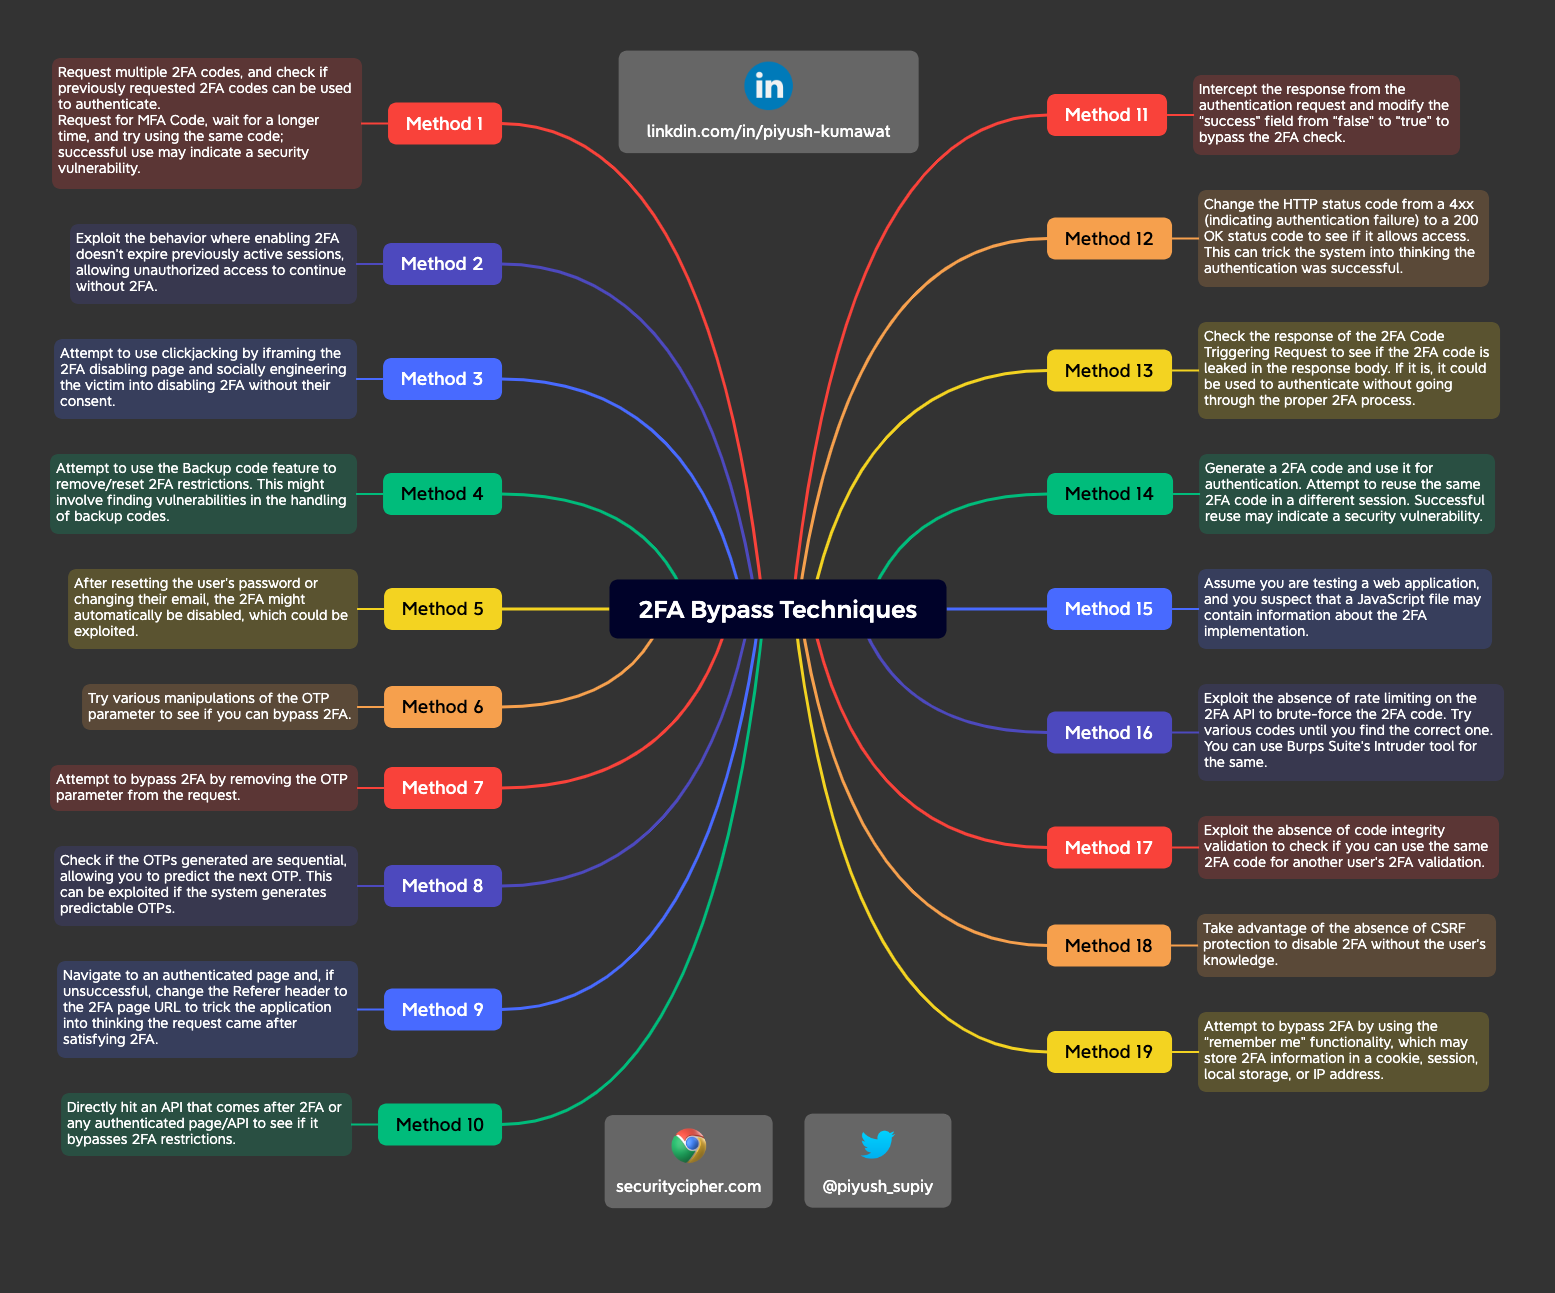 linkdin.com/in/piyush-kumawat
2FA Bypass Techniques
Method 1
Request multiple 2FA codes, and check if
previously requested 2FA codes can be used
to authenticate.
Request for MFA Code, wait for a longer
time, and try using the same code;
successful use may indicate a security
vulnerability.
Method 2
Exploit the behavior where enabling 2FA
doesn't expire previously active sessions,
allowing unauthorized access to continue
without 2FA.
Method 3
Attempt to use clickjacking by iframing the
2FA disabling page and socially engineering
the victim into disabling 2FA without their
consent.
Method 4
Attempt to use the Backup code feature to
remove/reset 2FA restrictions. This might
involve finding vulnerabilities in the handling
of backup codes.
Method 5
After resetting the user's password or
changing their email, the 2FA might
automatically be disabled, which could be
exploited.
Method 6
Try various manipulations of the OTP
parameter to see if you can bypass 2FA.
Method 7
Attempt to bypass 2FA by removing the OTP
parameter from the request.
Method 8
Check if the OTPs generated are sequential,
allowing you to predict the next OTP. This
can be exploited if the system generates
predictable OTPs.
Method 9
Navigate to an authenticated page and, if
unsuccessful, change the Referer header to
the 2FA page URL to trick the application
into thinking the request came after
satisfying 2FA.
Method 10
Directly hit an API that comes after 2FA or
any authenticated page/API to see if it
bypasses 2FA restrictions.
Method 11
Intercept the response from the
authentication request and modify the
"success" field from "false" to "true" to
bypass the 2FA check.
Method 12
Change the HTTP status code from a 4xx
(indicating authentication failure) to a 200
OK status code to see if it allows access.
This can trick the system into thinking the
authentication was successful.
Method 13
Check the response of the 2FA Code
Triggering Request to see if the 2FA code is
leaked in the response body. If it is, it could
be used to authenticate without going
through the proper 2FA process.
Method 14
Generate a 2FA code and use it for
authentication. Attempt to reuse the same
2FA code in a different session. Successful
reuse may indicate a security vulnerability.
Method 15
Assume you are testing a web application,
and you suspect that a JavaScript file may
contain information about the 2FA
implementation.
Method 16
Exploit the absence of rate limiting on the
2FA API to brute-force the 2FA code. Try
various codes until you find the correct one.
You can use Burps Suite's Intruder tool for
the same.
Method 17
Exploit the absence of code integrity
validation to check if you can use the same
2FA code for another user's 2FA validation.
Method 18
Take advantage of the absence of CSRF
protection to disable 2FA without the user's
knowledge.
Method 19
Attempt to bypass 2FA by using the
"remember me" functionality, which may
store 2FA information in a cookie, session,
local storage, or IP address.
securitycipher.com
@piyush_supiy